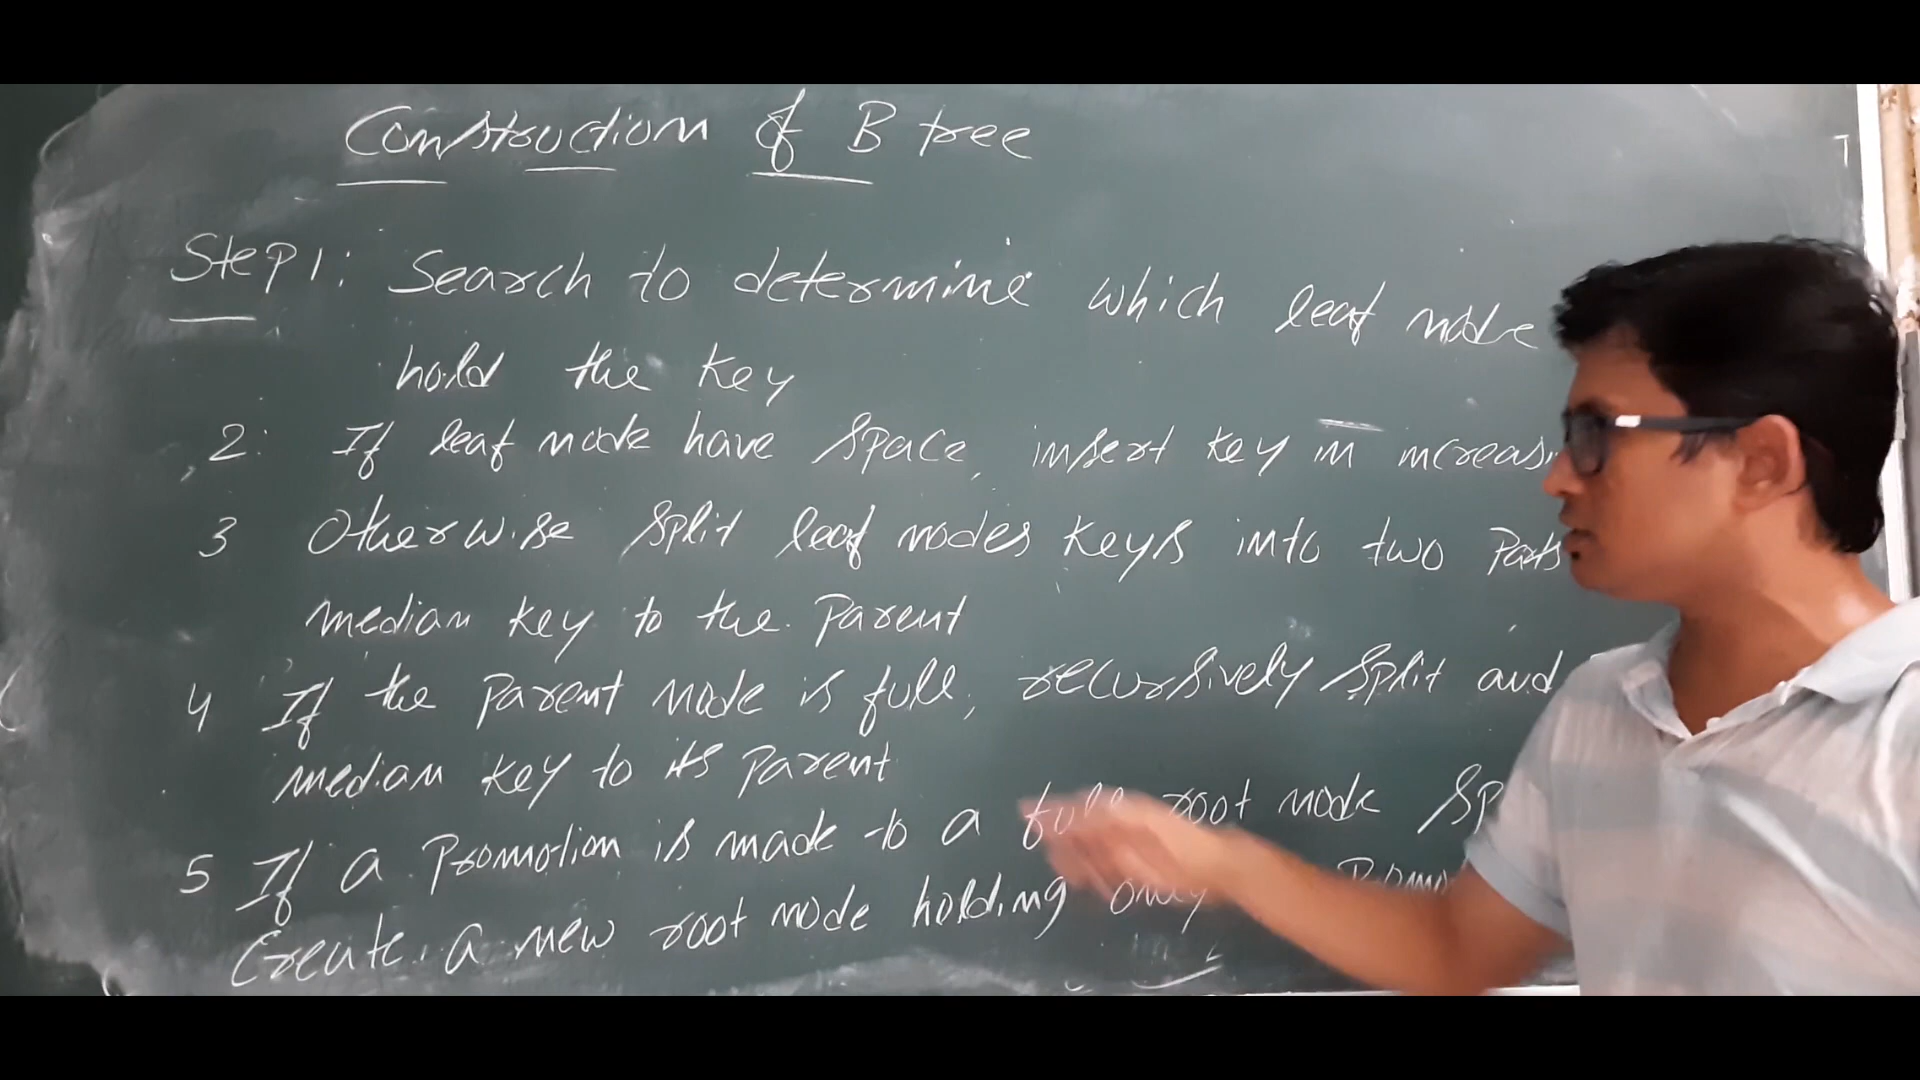 Construction of B tree
Step 1: Search to determine which leaf node
hold the key
2: If leaf node have space, insert key in
3 Otherwise split leaf nodes keys into two Parts
median key to the Parent
4 If the Parent node is full, recursively split and
median key to its Parent
5 If a Promotion is made to a full root node
Create a new root node holding only